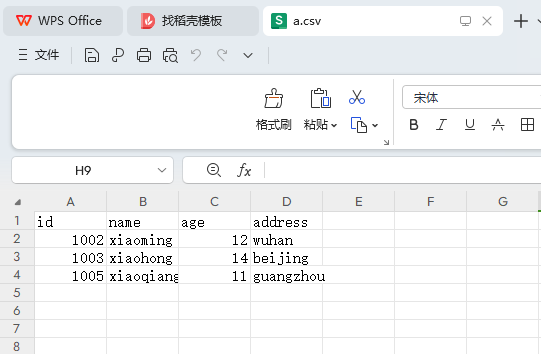 WPS Office 找稻壳模板 S a.csv
文件
格式刷 粘贴 宋体
B I U A
H9 fx
A B C D E F G
1 id name age address
2 1002 xiaoming 12 wuhan
3 1003 xiaohong 14 beijing
4 1005 xiaoqiang 11 guangzhou
5
6
7
8